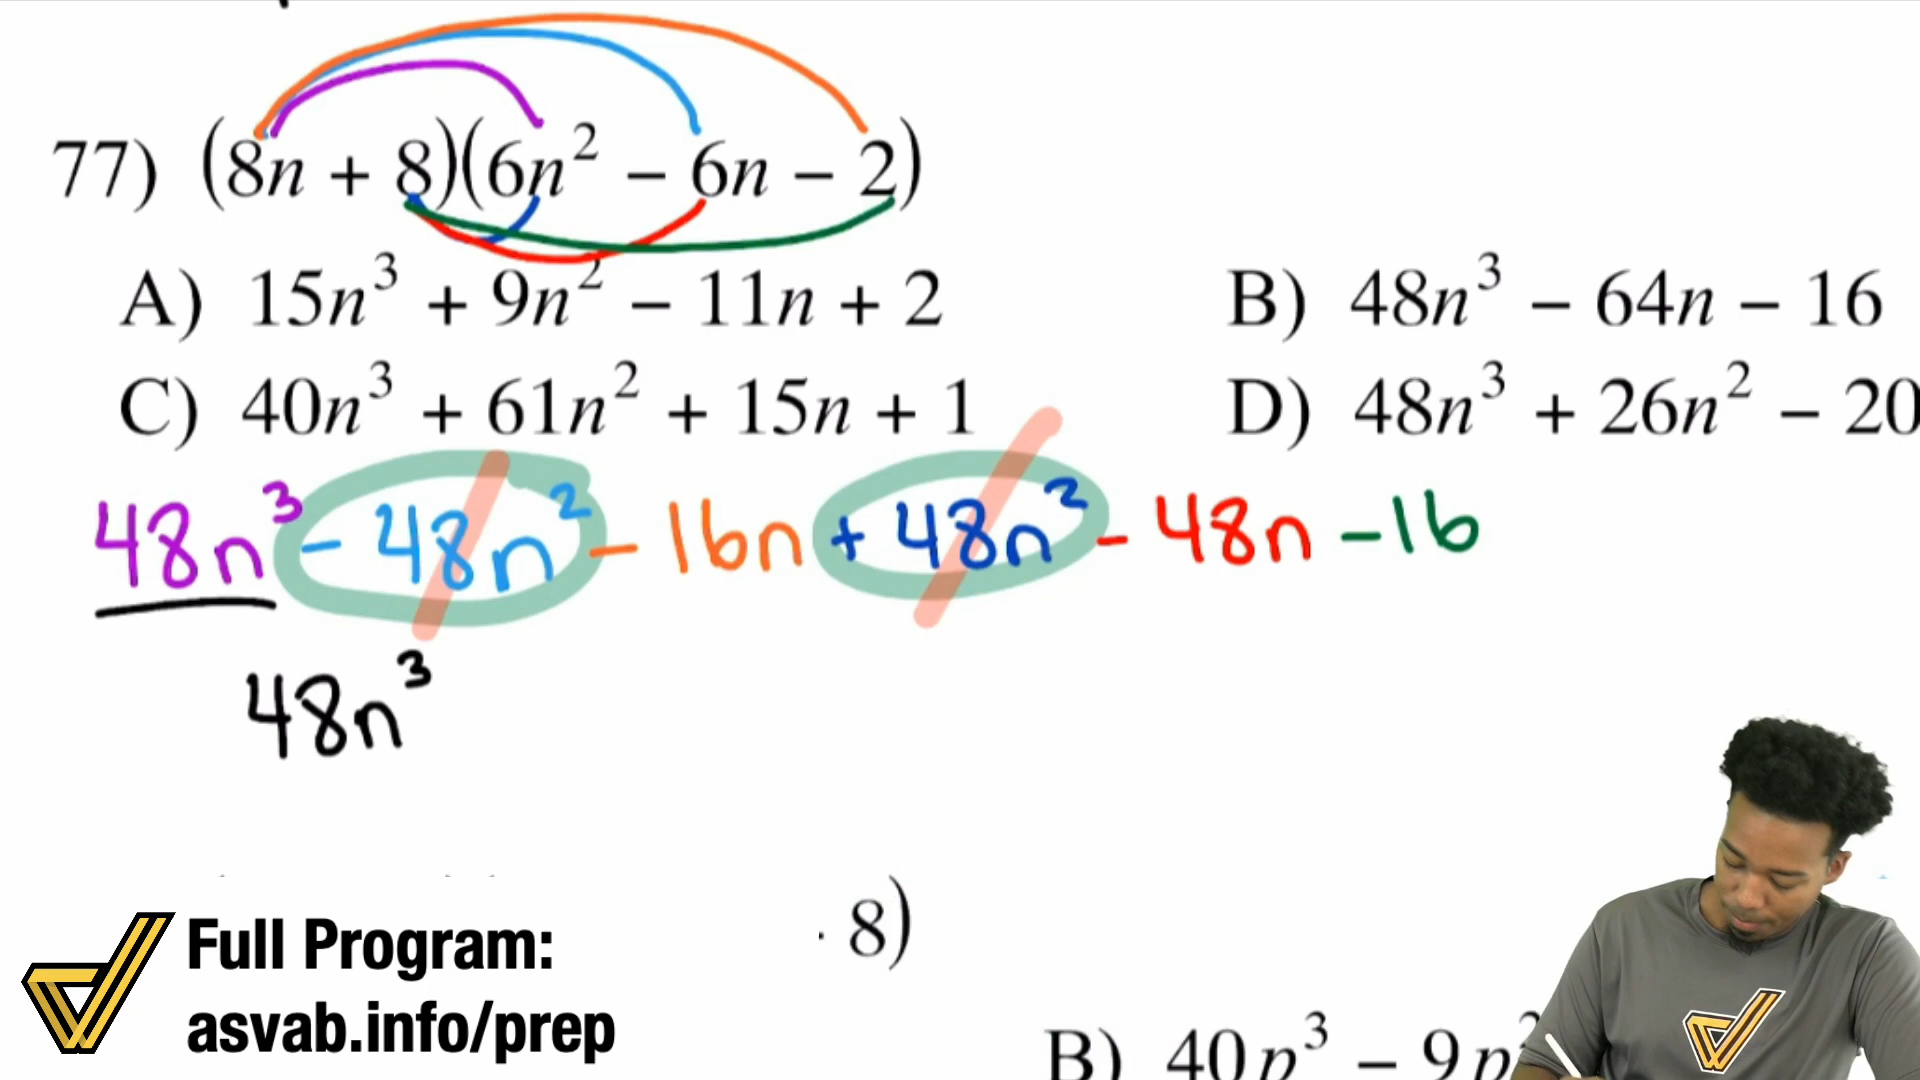 77) (8n + 8)(6n² − 6n − 2)
A) 15n³ + 9n² − 11n + 2
B) 48n³ − 64n − 16
C) 40n³ + 61n² + 15n + 1
D) 48n³ + 26n² − 20
48n³ - 48n² - 16n + 48n² - 48n - 16
48n³
8)
Full Program:
asvab.info/prep
B) 40n³ − 9n